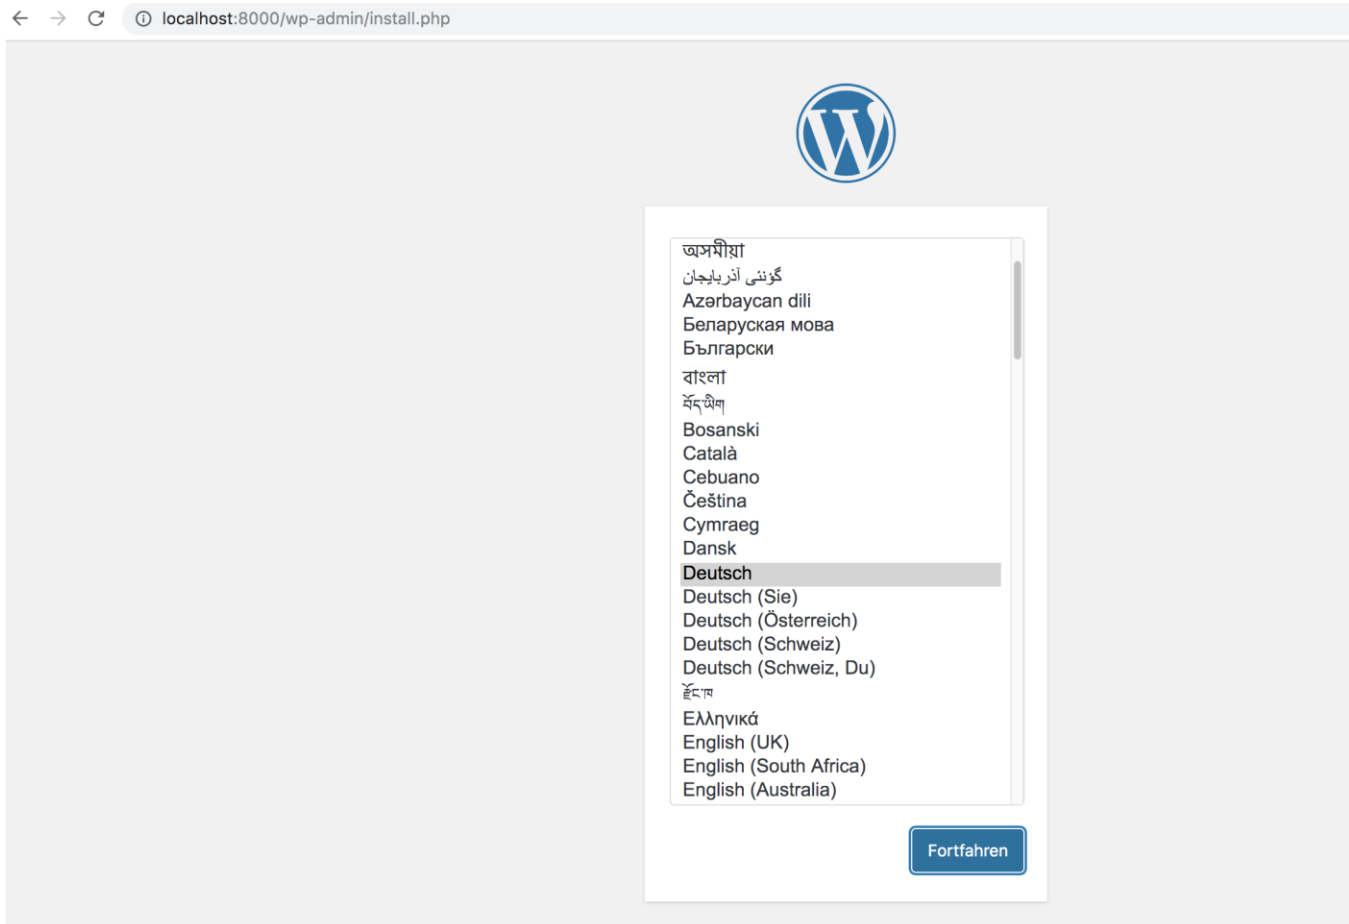 localhost:8000/wp-admin/install.php
অসমীয়া
گؤنئی آذربایجان
Azərbaycan dili
Беларуская мова
Български
বাংলা
བོད་ཡིག
Bosanski
Català
Cebuano
Čeština
Cymraeg
Dansk
Deutsch
Deutsch (Sie)
Deutsch (Österreich)
Deutsch (Schweiz)
Deutsch (Schweiz, Du)
རྫོང་ཁ
Ελληνικά
English (UK)
English (South Africa)
English (Australia)
Fortfahren